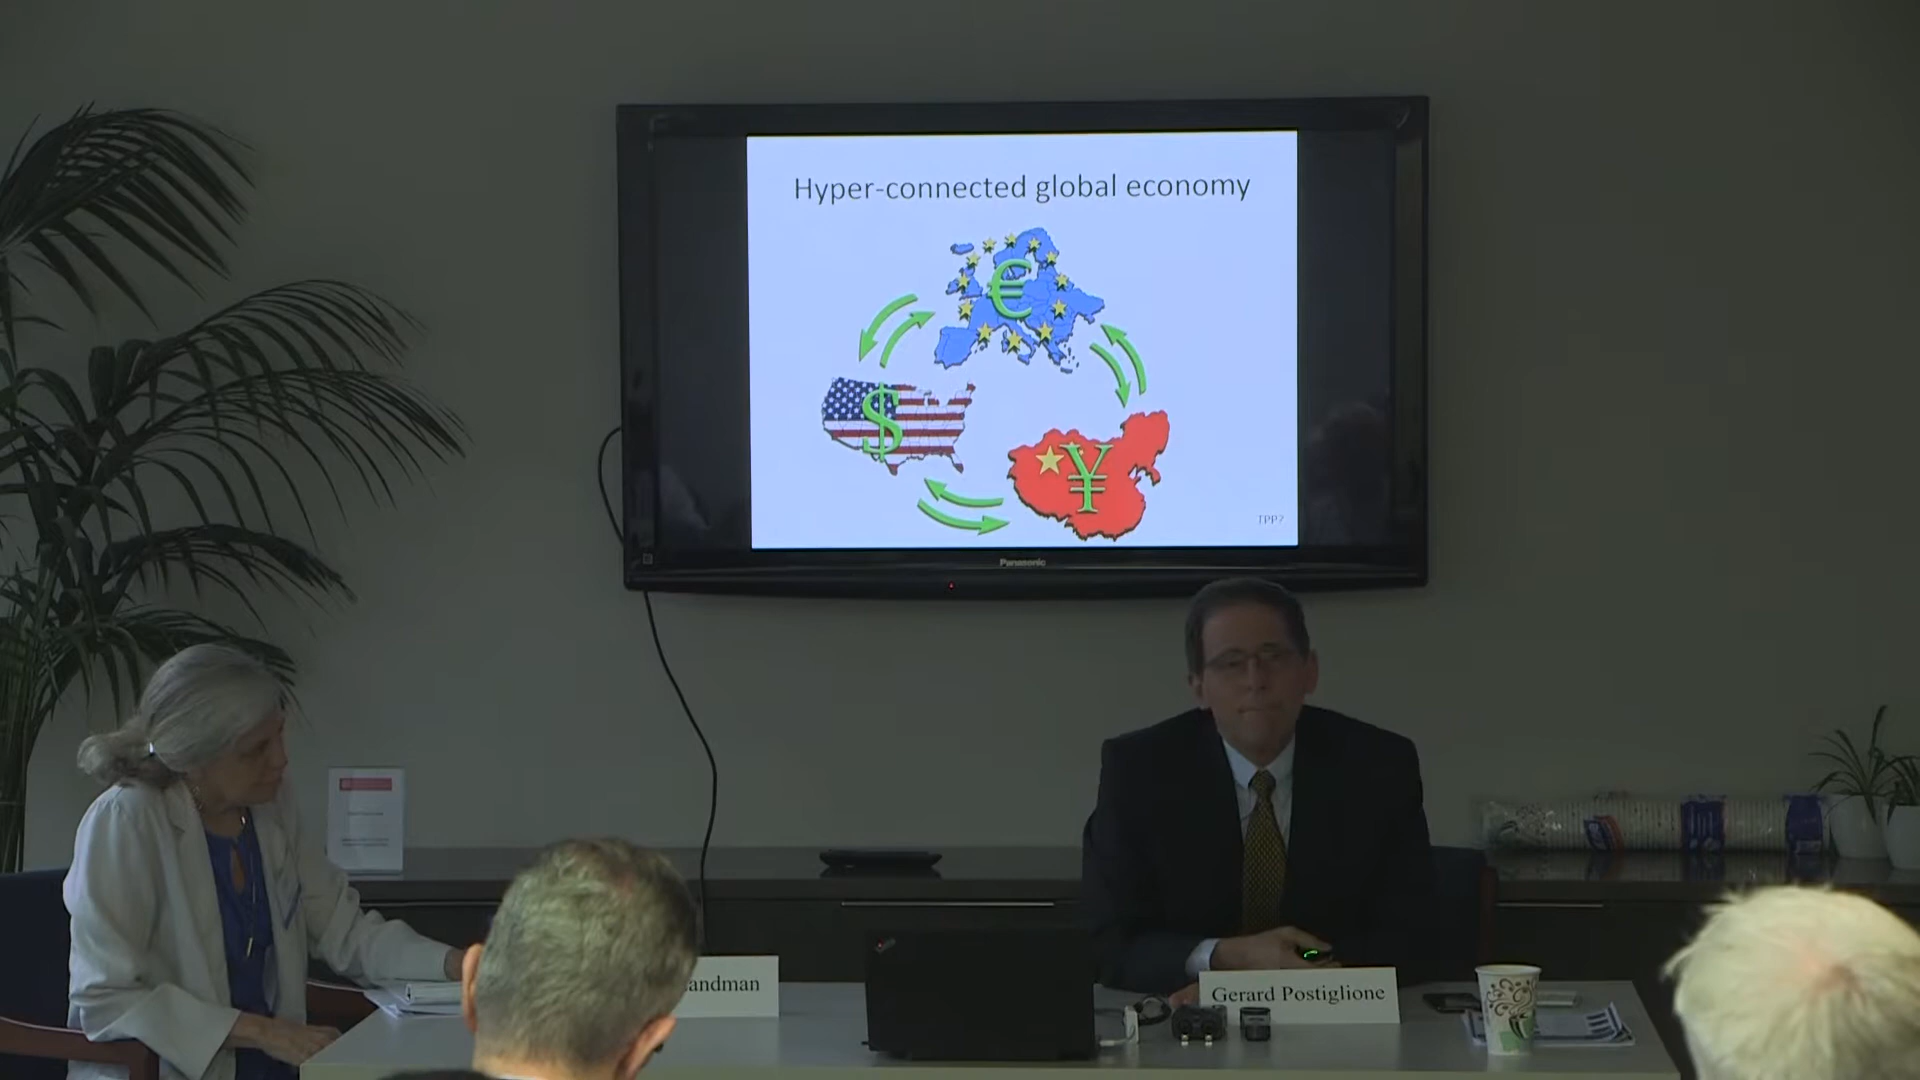 Hyper-connected global economy
€
$
¥
TPP?
Panasonic
andman
Gerard Postiglione